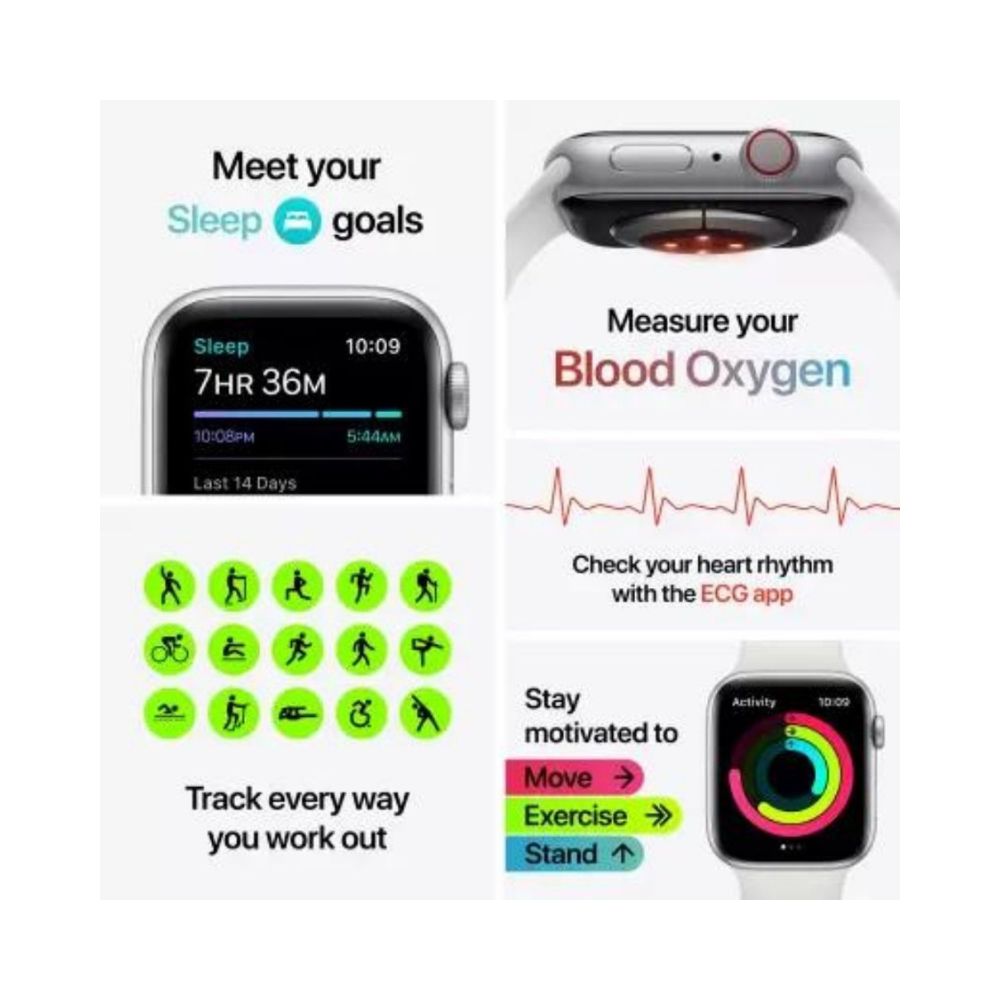 Meet your
Sleep goals
Sleep 10:09
7HR 36M
10:08PM 5:44AM
Last 14 Days
Measure your
Blood Oxygen
Check your heart rhythm
with the ECG app
Track every way
you work out
Stay
motivated to
Move
Exercise
Stand
Activity 10:09